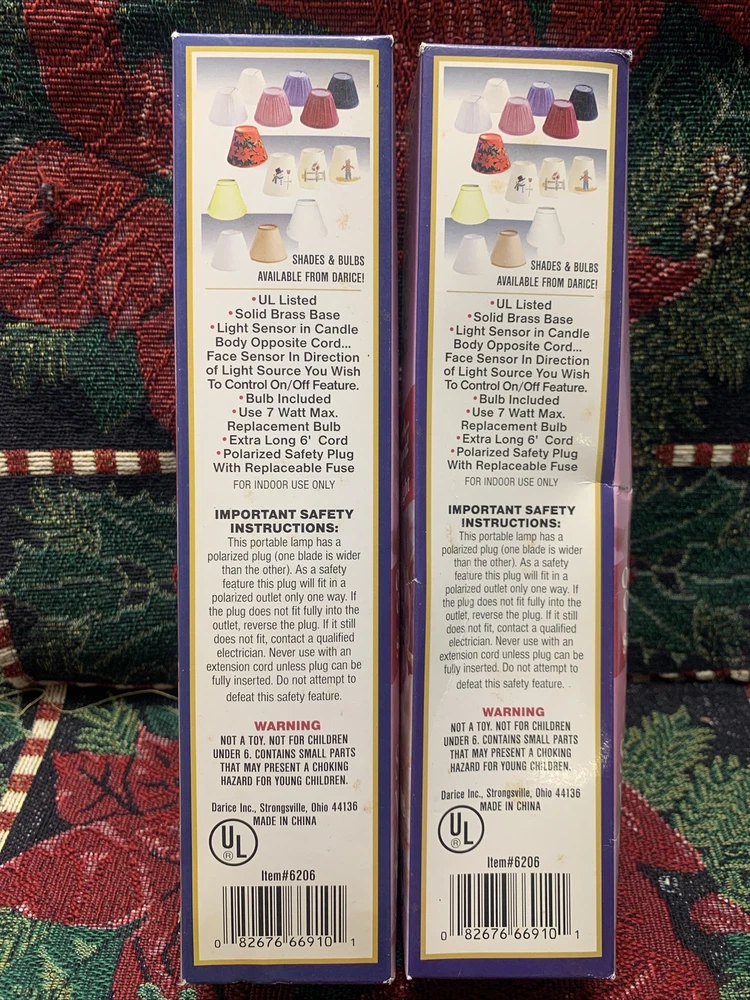 SHADES & BULBS
AVAILABLE FROM DARICE!
• UL Listed
• Solid Brass Base
• Light Sensor in Candle
Body Opposite Cord...
Face Sensor In Direction
of Light Source You Wish
To Control On/Off Feature.
• Bulb Included
• Use 7 Watt Max.
Replacement Bulb
• Extra Long 6' Cord
• Polarized Safety Plug
With Replaceable Fuse
FOR INDOOR USE ONLY
IMPORTANT SAFETY
INSTRUCTIONS:
This portable lamp has a
polarized plug (one blade is wider
than the other). As a safety
feature this plug will fit in a
polarized outlet only one way. If
the plug does not fit fully into the
outlet, reverse the plug. If it still
does not fit, contact a qualified
electrician. Never use with an
extension cord unless plug can be
fully inserted. Do not attempt to
defeat this safety feature.
WARNING
NOT A TOY. NOT FOR CHILDREN
UNDER 6. CONTAINS SMALL PARTS
THAT MAY PRESENT A CHOKING
HAZARD FOR YOUNG CHILDREN.
Darice Inc., Strongsville, Ohio 44136
MADE IN CHINA
UL ®
Item#6206
0 82676 66910 1
SHADES & BULBS
AVAILABLE FROM DARICE!
• UL Listed
• Solid Brass Base
• Light Sensor in Candle
Body Opposite Cord...
Face Sensor In Direction
of Light Source You Wish
To Control On/Off Feature.
• Bulb Included
• Use 7 Watt Max.
Replacement Bulb
• Extra Long 6' Cord
• Polarized Safety Plug
With Replaceable Fuse
FOR INDOOR USE ONLY
IMPORTANT SAFETY
INSTRUCTIONS:
This portable lamp has a
polarized plug (one blade is wider
than the other). As a safety
feature this plug will fit in a
polarized outlet only one way. If
the plug does not fit fully into the
outlet, reverse the plug. If it still
does not fit, contact a qualified
electrician. Never use with an
extension cord unless plug can be
fully inserted. Do not attempt to
defeat this safety feature.
WARNING
NOT A TOY. NOT FOR CHILDREN
UNDER 6. CONTAINS SMALL PARTS
THAT MAY PRESENT A CHOKING
HAZARD FOR YOUNG CHILDREN.
Darice Inc., Strongsville, Ohio 44136
MADE IN CHINA
UL ®
Item#6206
0 82676 66910 1